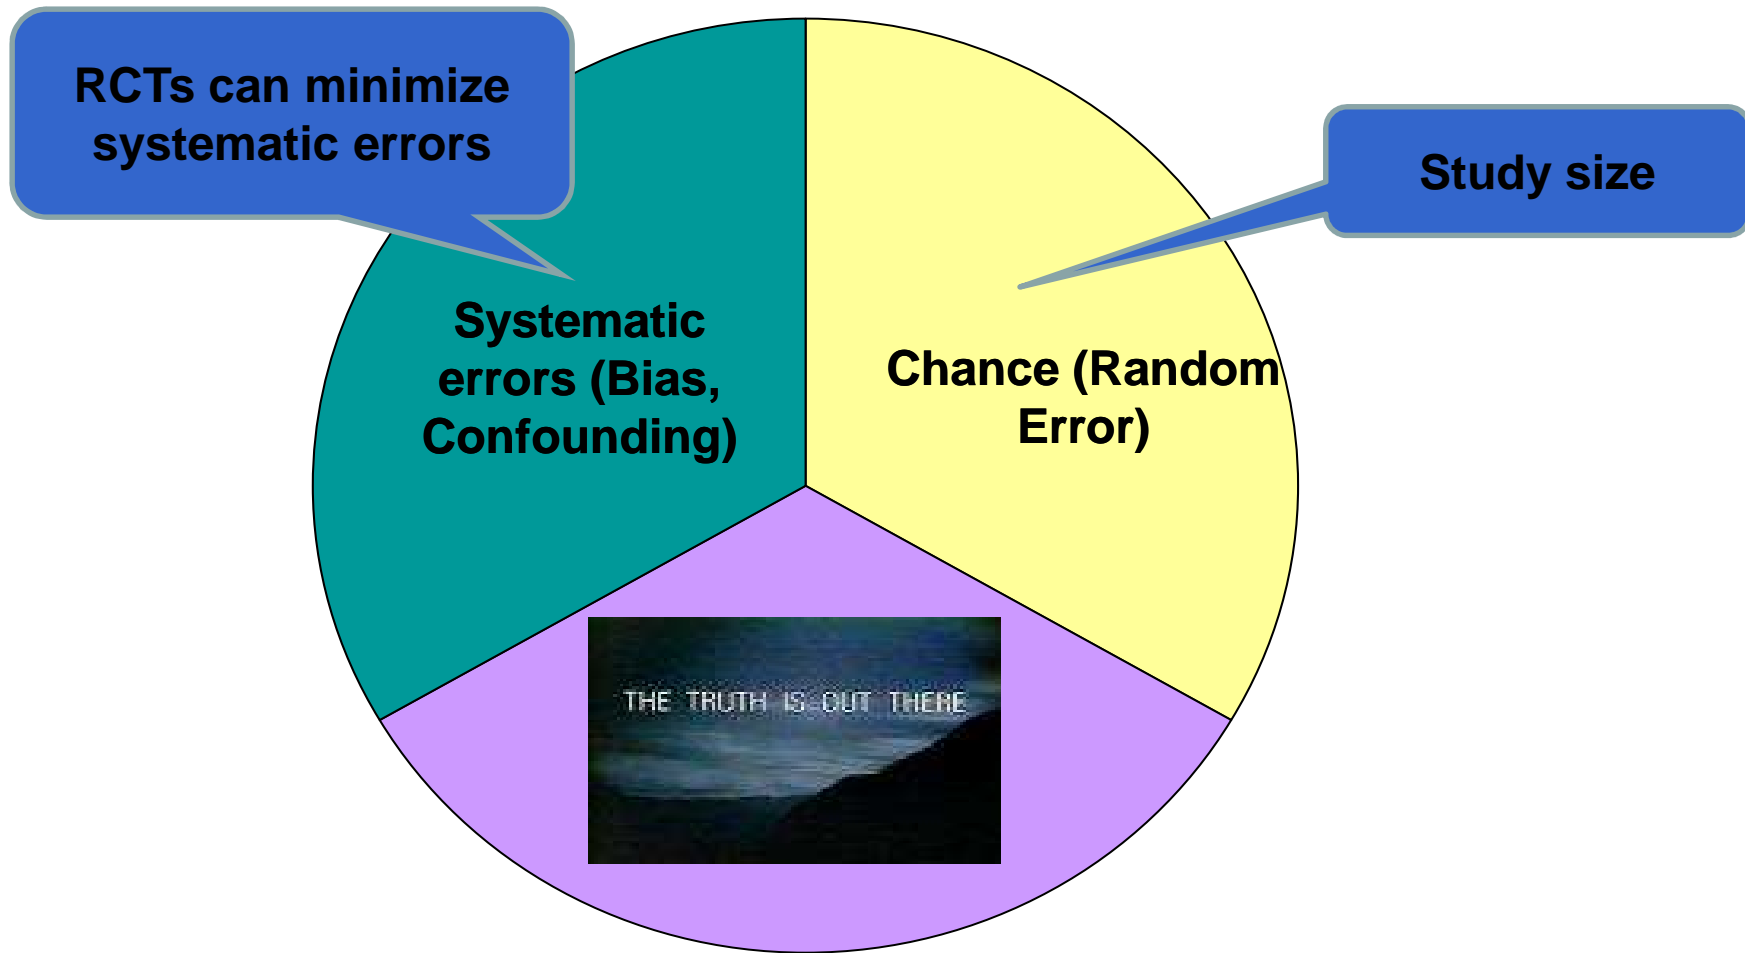 RCTs can minimize
systematic errors
Study size
Systematic
errors (Bias,
Confounding)
Chance (Random
Error)
THE TRUTH IS OUT THERE